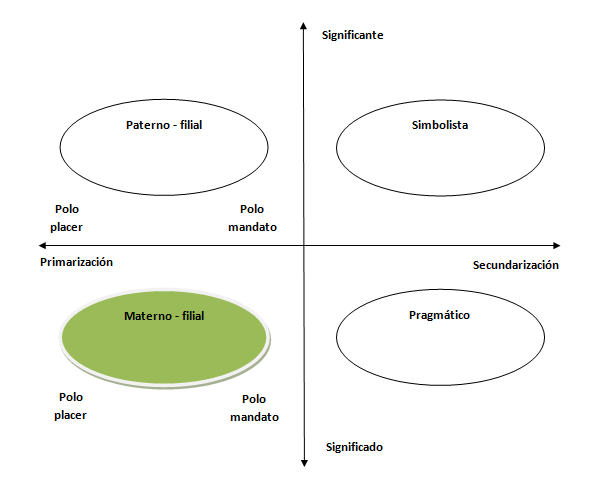 Significante
Paterno - filial
Simbolista
Polo
placer
Polo
mandato
Primarización
Secundarización
Materno - filial
Pragmático
Polo
placer
Polo
mandato
Significado